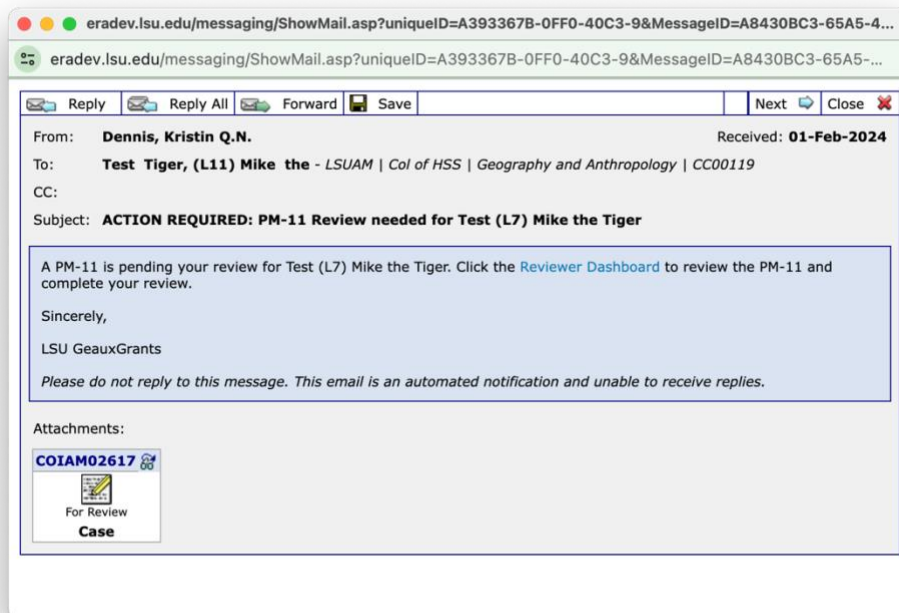 eradev.lsu.edu/messaging/ShowMail.asp?uniqueID=A393367B-0FF0-40C3-9&MessageID=A8430BC3-65A5-4...
eradev.lsu.edu/messaging/ShowMail.asp?uniqueID=A393367B-0FF0-40C3-9&MessageID=A8430BC3-65A5-...
Reply Reply All Forward Save Next Close
From: Dennis, Kristin Q.N. Received: 01-Feb-2024
To: Test Tiger, (L11) Mike the - LSUAM | Col of HSS | Geography and Anthropology | CC00119
CC:
Subject: ACTION REQUIRED: PM-11 Review needed for Test (L7) Mike the Tiger
A PM-11 is pending your review for Test (L7) Mike the Tiger. Click the Reviewer Dashboard to review the PM-11 and
complete your review.
Sincerely,
LSU GeauxGrants
Please do not reply to this message. This email is an automated notification and unable to receive replies.
Attachments:
COIAM02617
For Review
Case